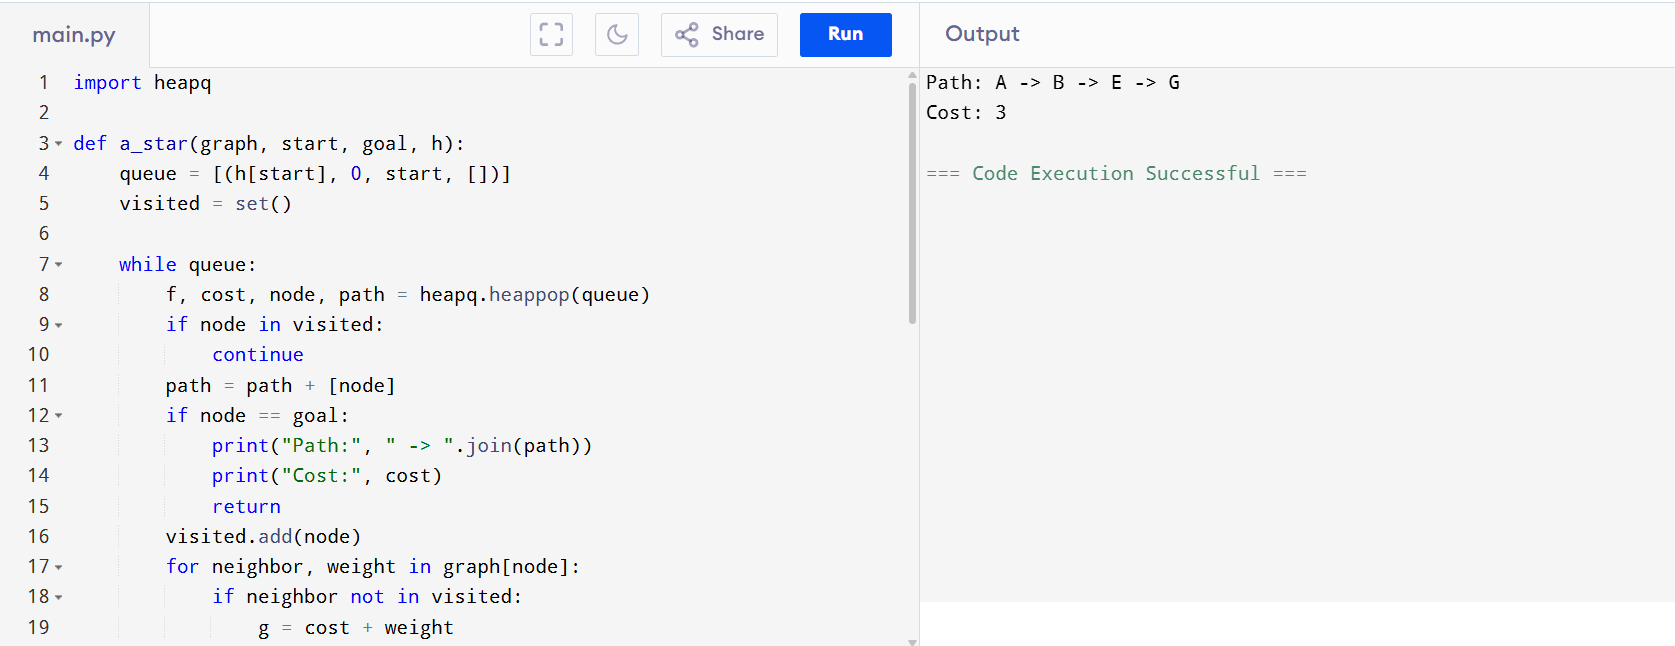 main.py
Share
Run
Output
1 import heapq
2
3 def a_star(graph, start, goal, h):
4     queue = [(h[start], 0, start, [])]
5     visited = set()
6
7     while queue:
8         f, cost, node, path = heapq.heappop(queue)
9         if node in visited:
10             continue
11         path = path + [node]
12         if node == goal:
13             print("Path:", " -> ".join(path))
14             print("Cost:", cost)
15             return
16         visited.add(node)
17         for neighbor, weight in graph[node]:
18             if neighbor not in visited:
19                 g = cost + weight
Path: A -> B -> E -> G
Cost: 3
=== Code Execution Successful ===